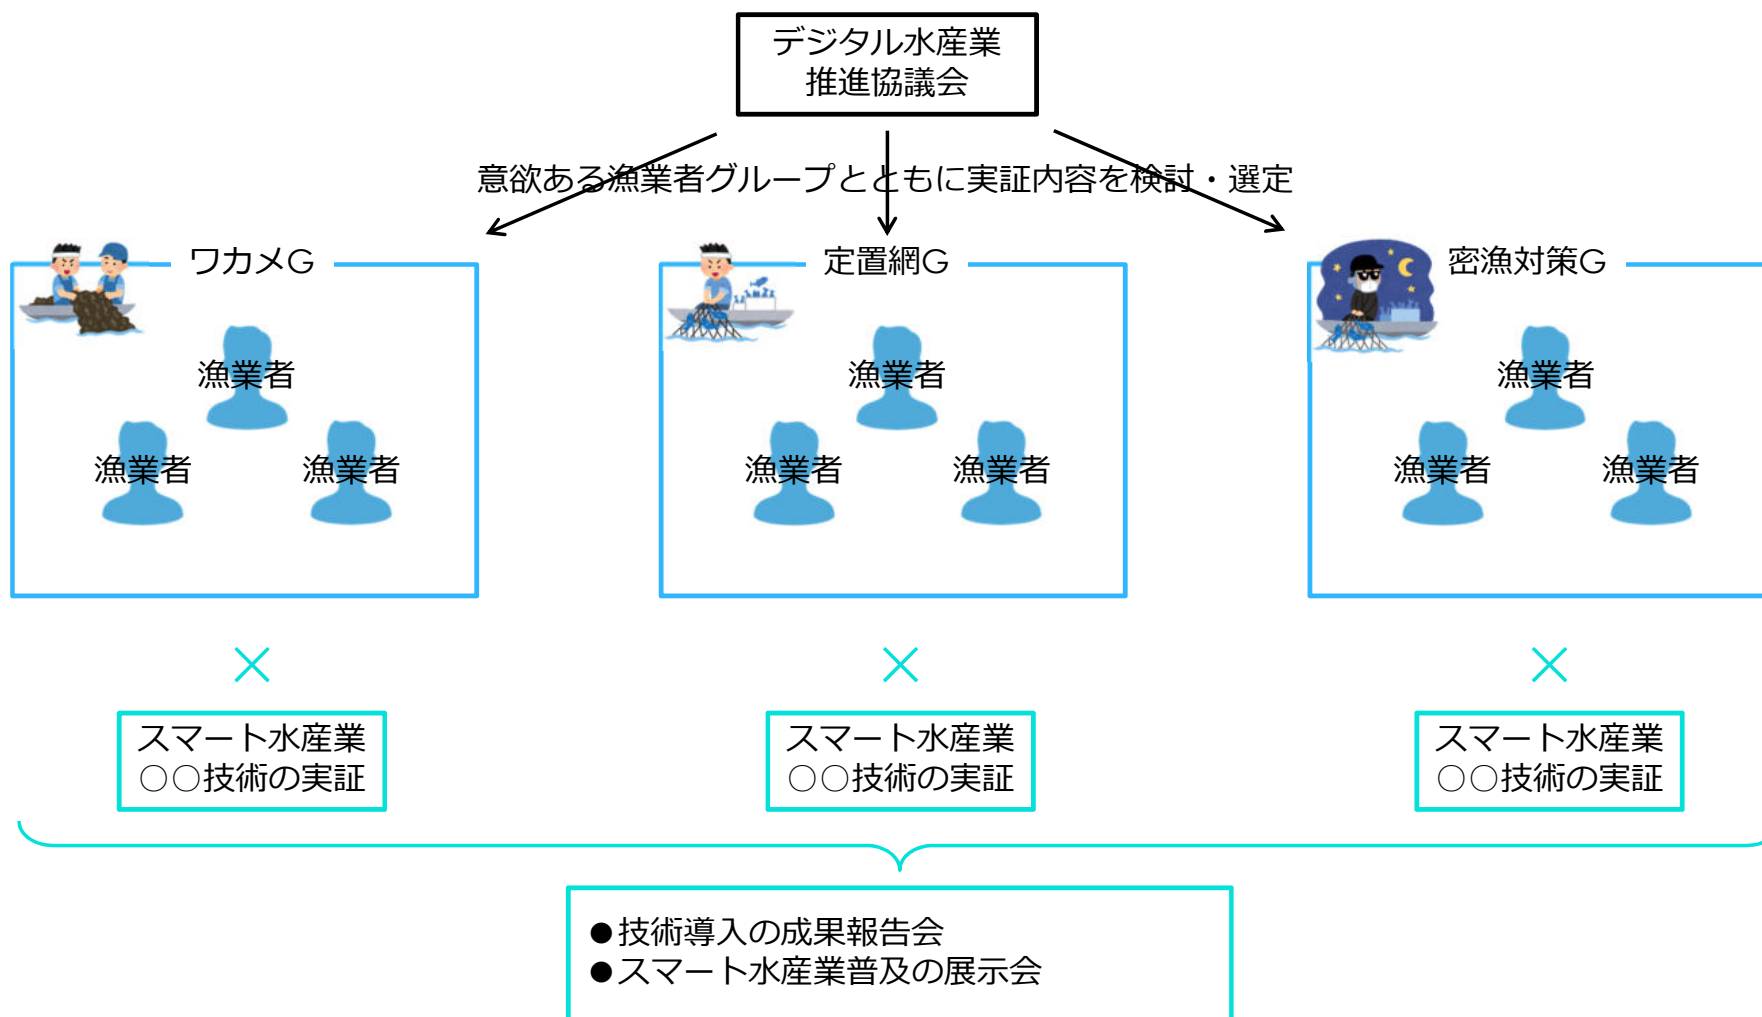 デジタル水産業
推進協議会
意欲ある漁業者グループとともに実証内容を検討・選定
ワカメG
定置網G
密漁対策G
漁業者
漁業者
漁業者
漁業者
漁業者
漁業者
漁業者
漁業者
漁業者
スマート水産業
○○技術の実証
スマート水産業
○○技術の実証
スマート水産業
○○技術の実証
●技術導入の成果報告会
●スマート水産業普及の展示会